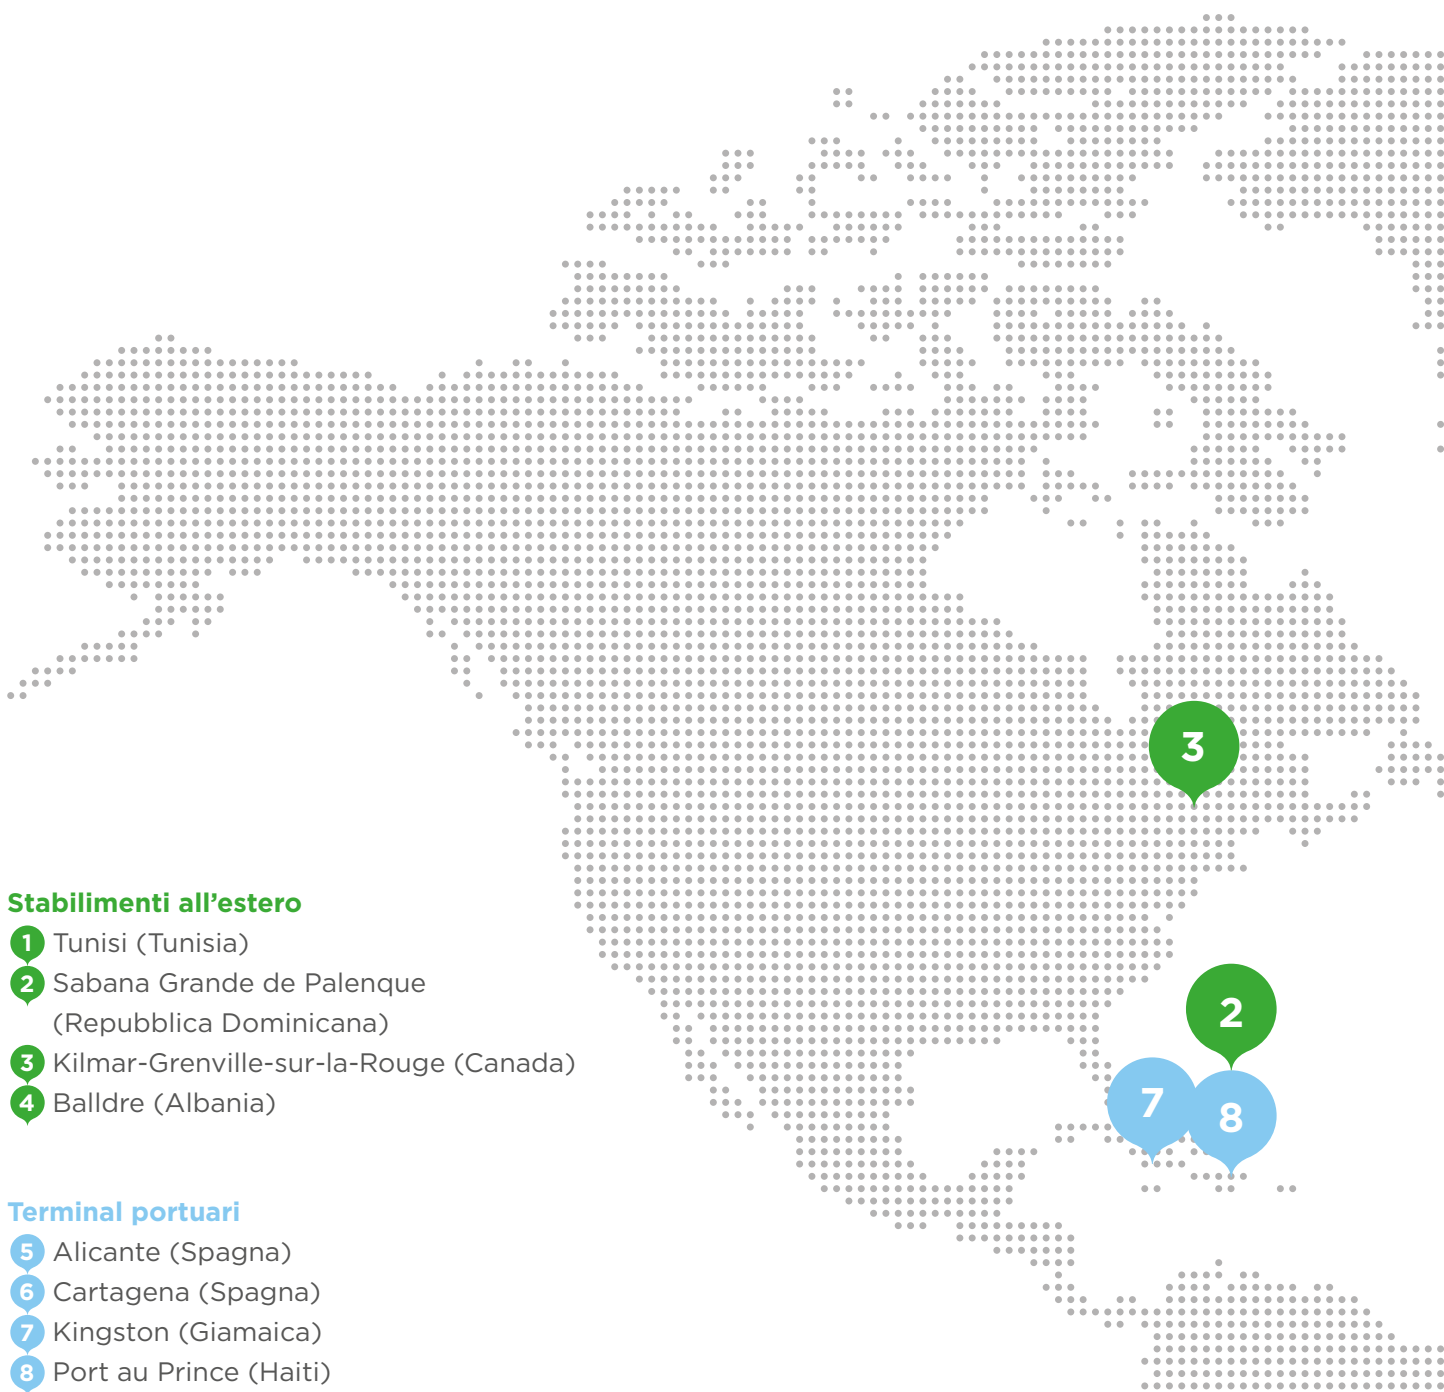 3
2
7
8
Stabilimenti all’estero
1 Tunisi (Tunisia)
2 Sabana Grande de Palenque
(Repubblica Dominicana)
3 Kilmar-Grenville-sur-la-Rouge (Canada)
4 Balldre (Albania)
Terminal portuari
5 Alicante (Spagna)
6 Cartagena (Spagna)
7 Kingston (Giamaica)
8 Port au Prince (Haiti)